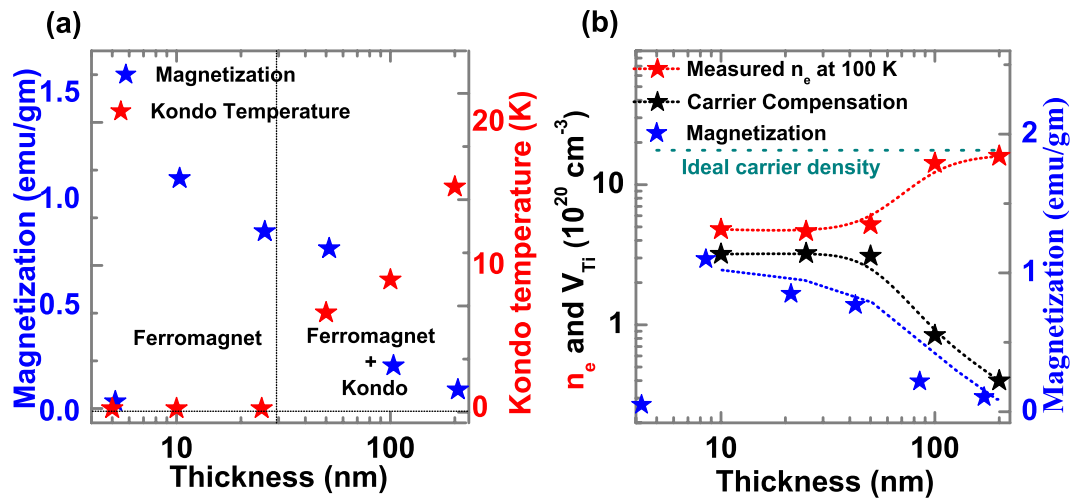 (a)
Magnetization (emu/gm)
1.5
1.0
0.5
0.0
Magnetization
Kondo Temperature
Ferromagnet
Ferromagnet
+
Kondo
20
10
0
Kondo temperature (K)
10
100
Thickness (nm)
(b)
n_e and V_Ti (10^20 cm^-3)
10
1
Measured n_e at 100 K
Carrier Compensation
Magnetization
Ideal carrier density
2
1
0
Magnetization (emu/gm)
10
100
Thickness (nm)